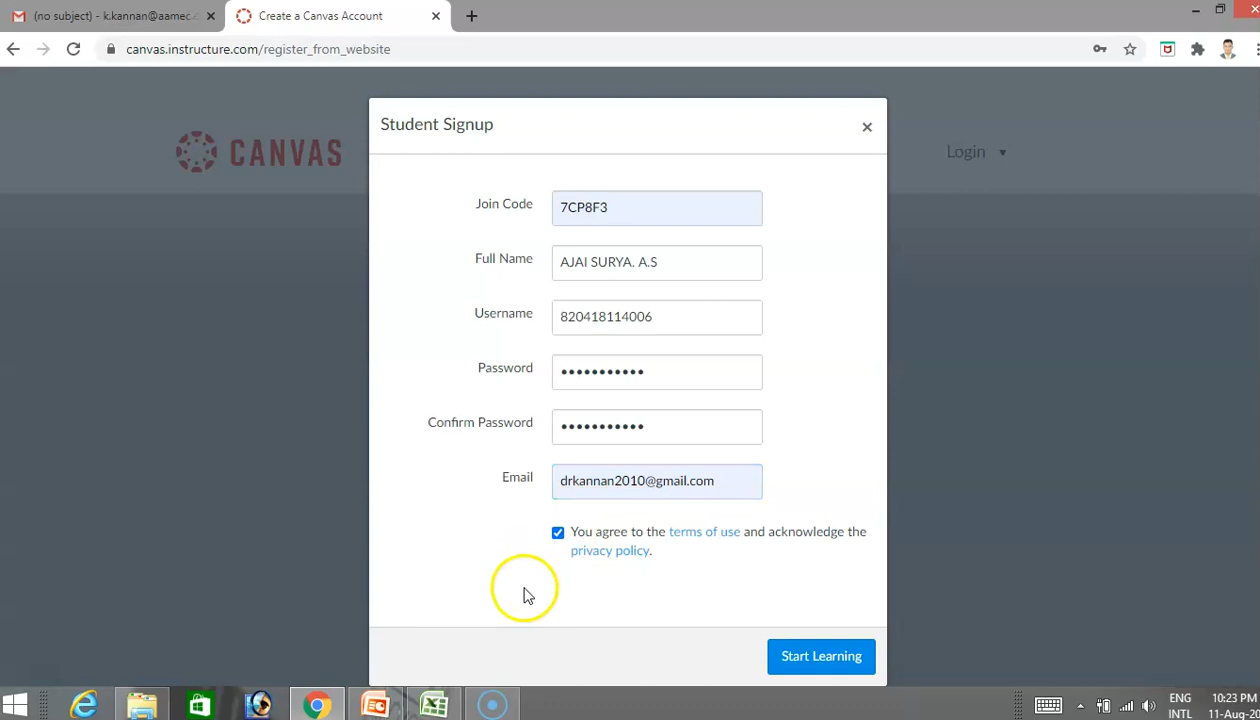 (no subject) - k.kannan@aamec.e
Create a Canvas Account
canvas.instructure.com/register_from_website
Student Signup
CANVAS
Login
Join Code 7CP8F3
Full Name AJAI SURYA. A.S
Username 820418114006
Password •••••••••••
Confirm Password •••••••••••
Email drkannan2010@gmail.com
You agree to the terms of use and acknowledge the
privacy policy.
Start Learning
ENG 10:23 PM
INTL 11-Aug-20